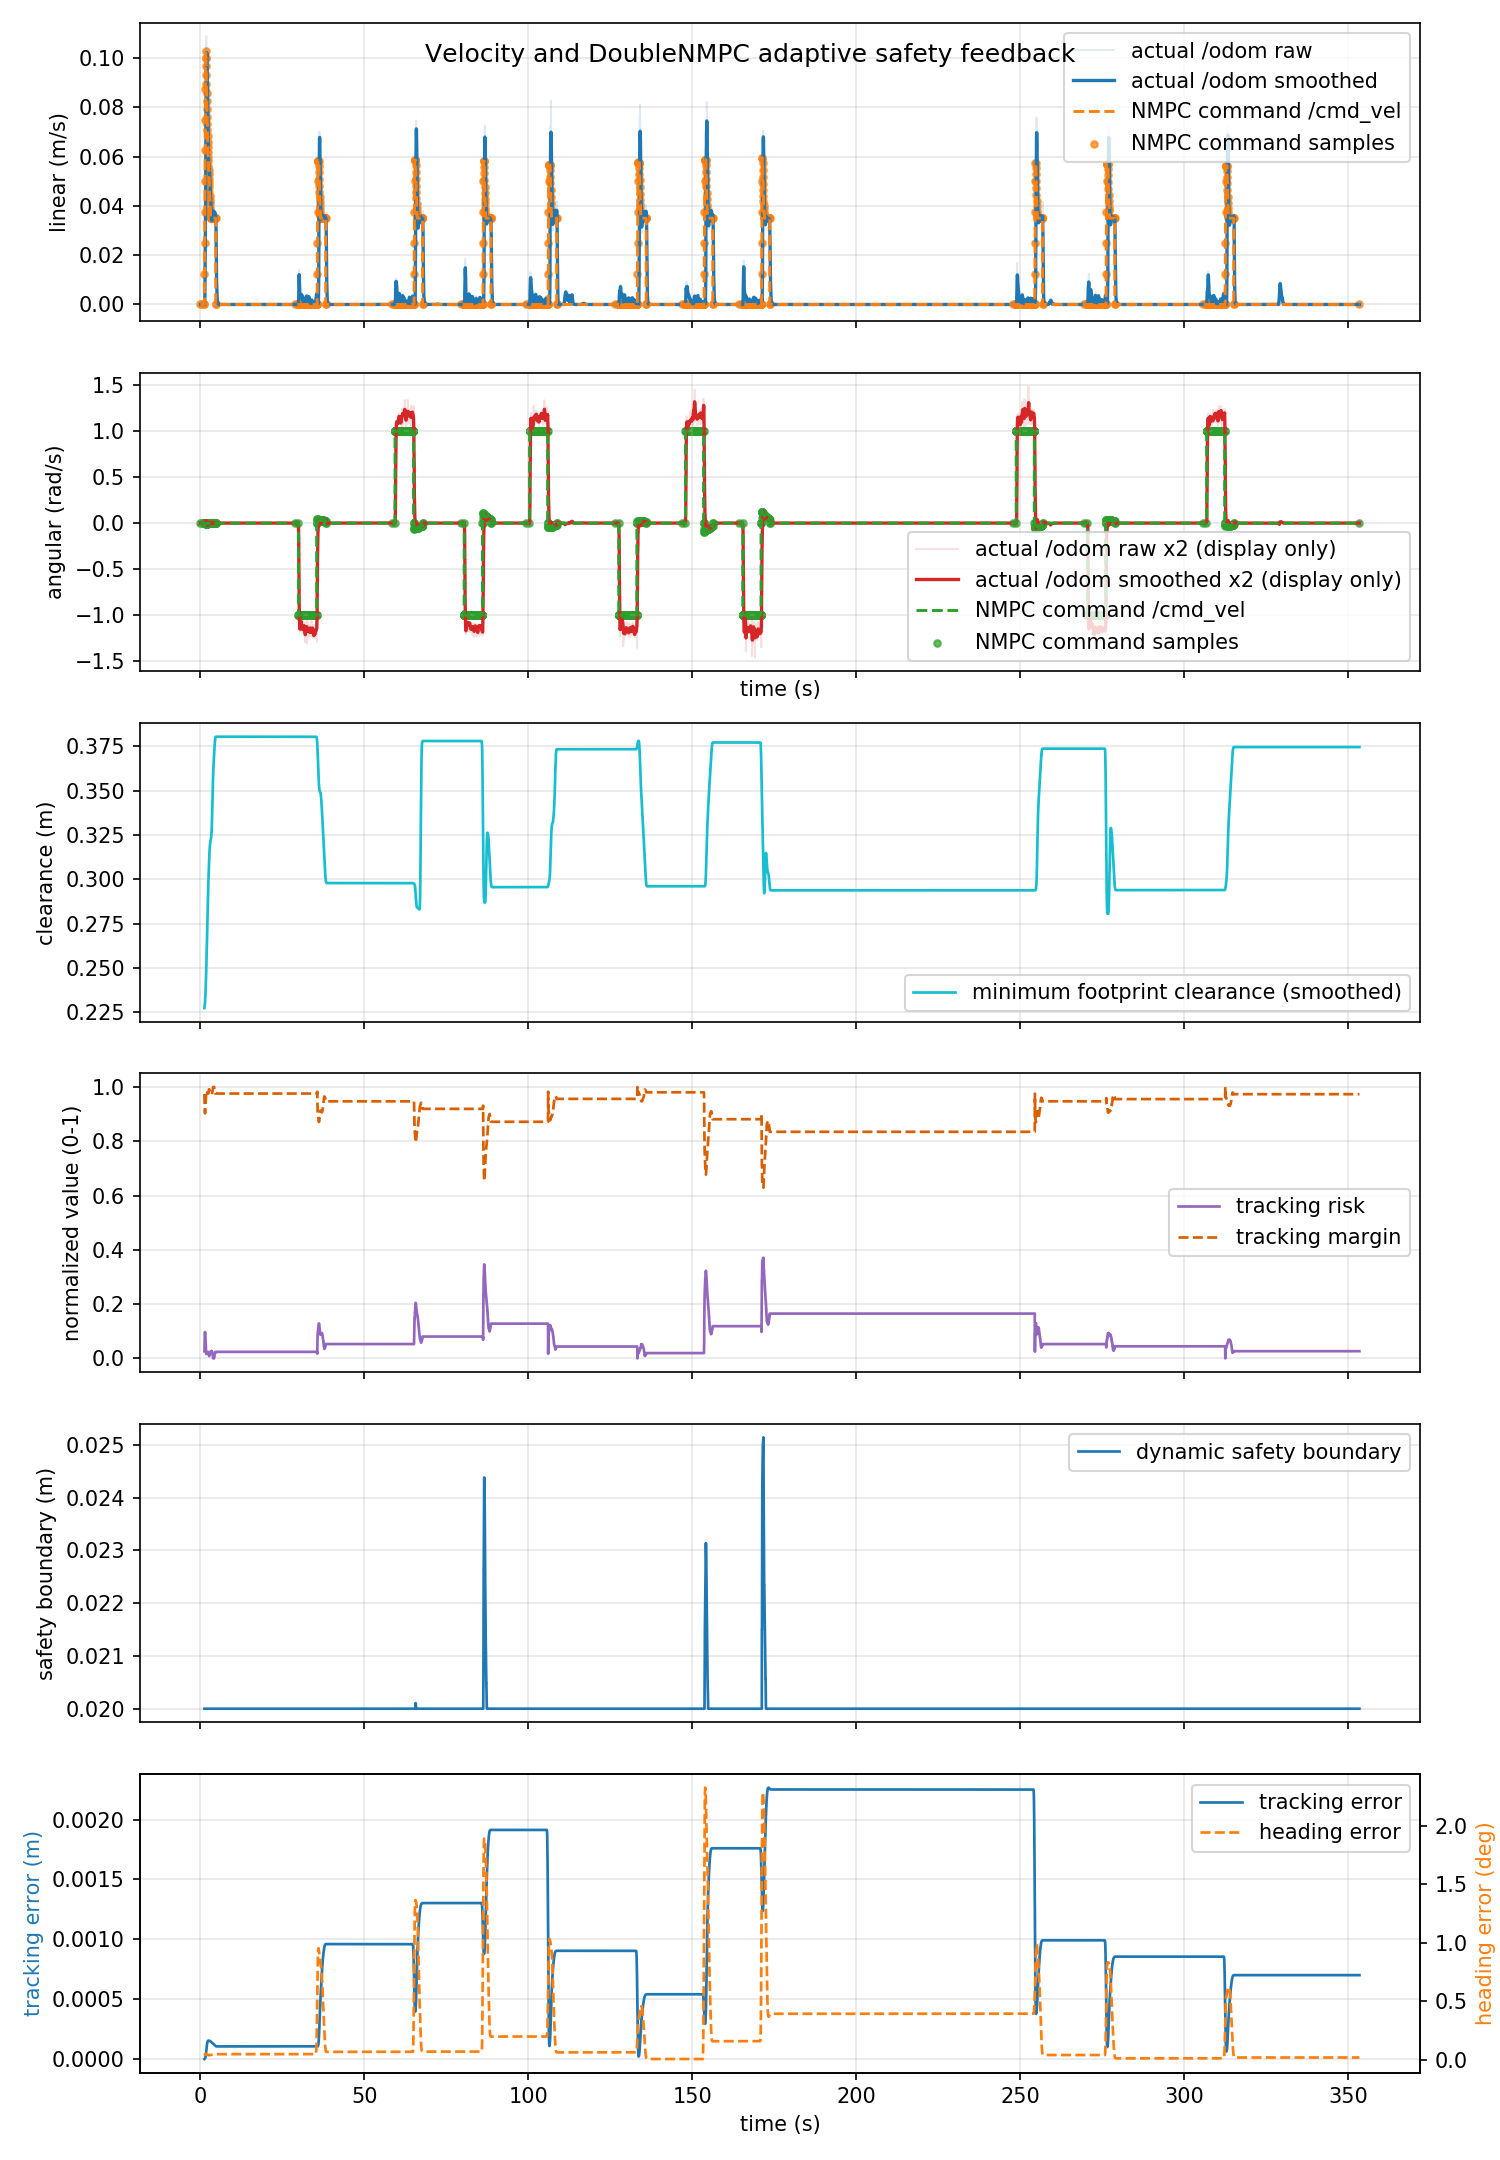 Velocity and DoubleNMPC adaptive safety feedback
linear (m/s)
0.10
0.08
0.06
0.04
0.02
0.00
actual /odom raw
actual /odom smoothed
NMPC command /cmd_vel
NMPC command samples
angular (rad/s)
1.5
1.0
0.5
0.0
−0.5
−1.0
−1.5
actual /odom raw x2 (display only)
actual /odom smoothed x2 (display only)
NMPC command /cmd_vel
NMPC command samples
time (s)
clearance (m)
0.375
0.350
0.325
0.300
0.275
0.250
0.225
minimum footprint clearance (smoothed)
normalized value (0-1)
1.0
0.8
0.6
0.4
0.2
0.0
tracking risk
tracking margin
safety boundary (m)
0.025
0.024
0.023
0.022
0.021
0.020
dynamic safety boundary
tracking error (m)
0.0020
0.0015
0.0010
0.0005
0.0000
tracking error
heading error
2.0
1.5
1.0
0.5
0.0
heading error (deg)
0 50 100 150 200 250 300 350
time (s)